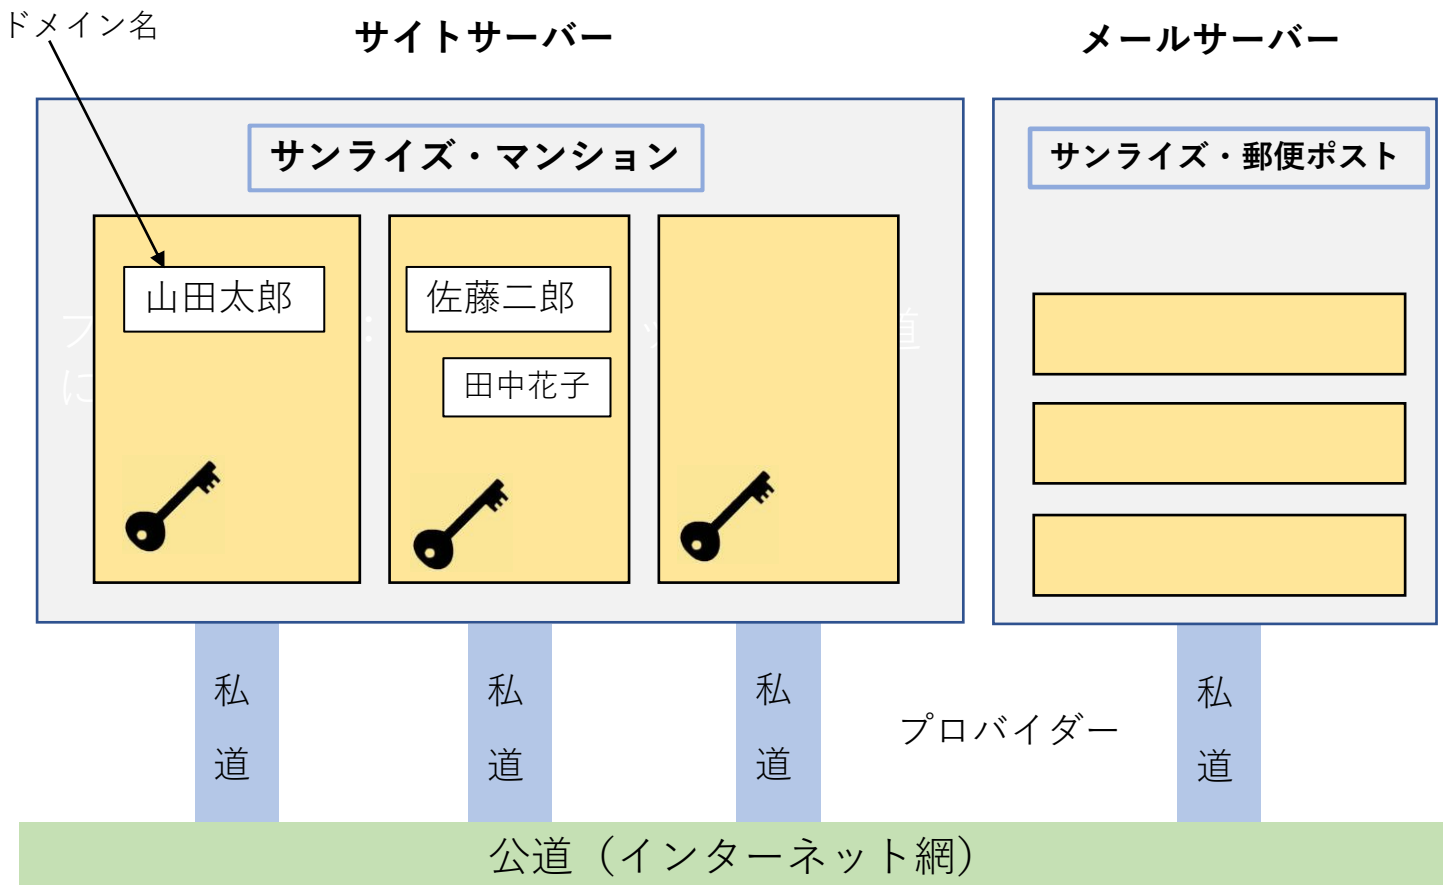 ドメイン名
サイトサーバー
メールサーバー
サンライズ・マンション
サンライズ・郵便ポスト
山田太郎
佐藤二郎
田中花子
私道
私道
私道
プロバイダー
私道
公道（インターネット網）